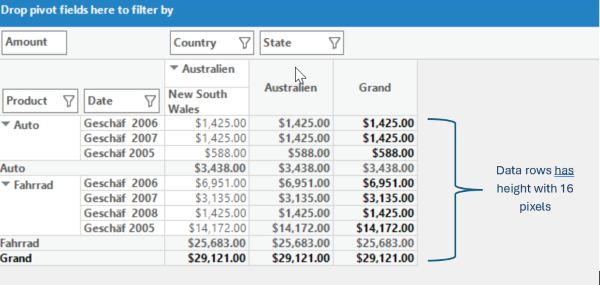 Drop pivot fields here to filter by
Amount Country State
Australien
Product Date New South Wales Australien Grand
Auto Geschäf 2006 $1,425.00 $1,425.00 $1,425.00
Geschäf 2007 $1,425.00 $1,425.00 $1,425.00
Geschäf 2005 $588.00 $588.00 $588.00
Auto $3,438.00 $3,438.00 $3,438.00
Fahrrad Geschäf 2006 $6,951.00 $6,951.00 $6,951.00
Geschäf 2007 $3,135.00 $3,135.00 $3,135.00
Geschäf 2008 $1,425.00 $1,425.00 $1,425.00
Geschäf 2005 $14,172.00 $14,172.00 $14,172.00
Fahrrad $25,683.00 $25,683.00 $25,683.00
Grand $29,121.00 $29,121.00 $29,121.00
Data rows has
height with 16
pixels